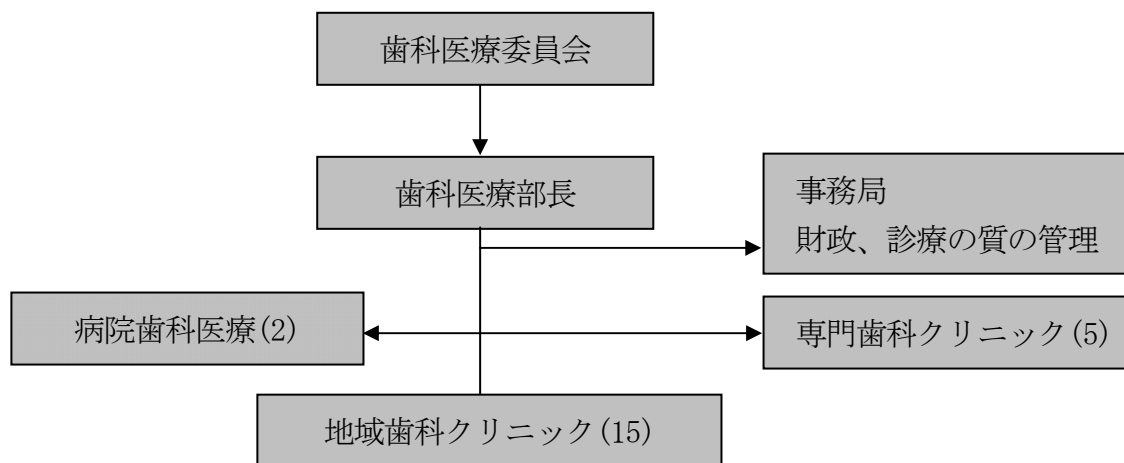 歯科医療委員会
歯科医療部長
事務局
財政、診療の質の管理
病院歯科医療(2)
専門歯科クリニック(5)
地域歯科クリニック(15)